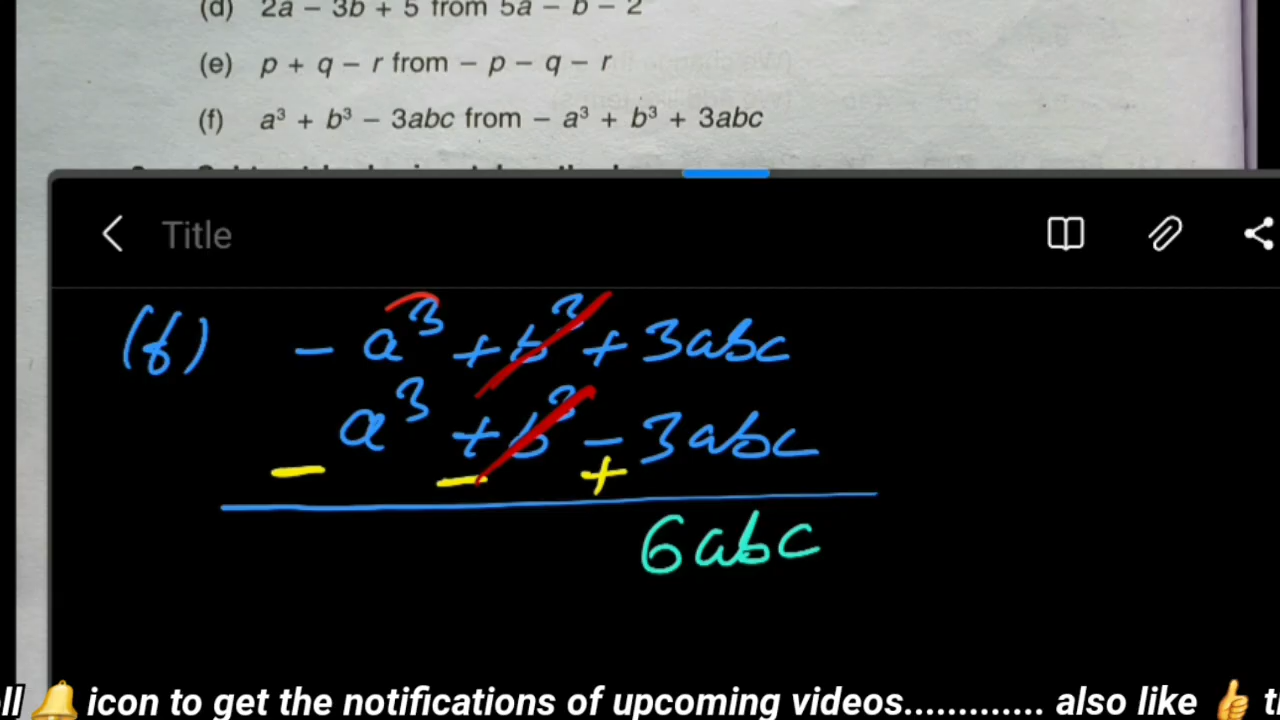 (d) 2a − 3b + 5 from 5a − b − 2
(e) p + q − r from − p − q − r
(f) a³ + b³ − 3abc from − a³ + b³ + 3abc
Title
(f) − a³ + b³ + 3abc
a³ + b³ − 3abc
− − +
6abc
icon to get the notifications of upcoming videos............. also like 👍